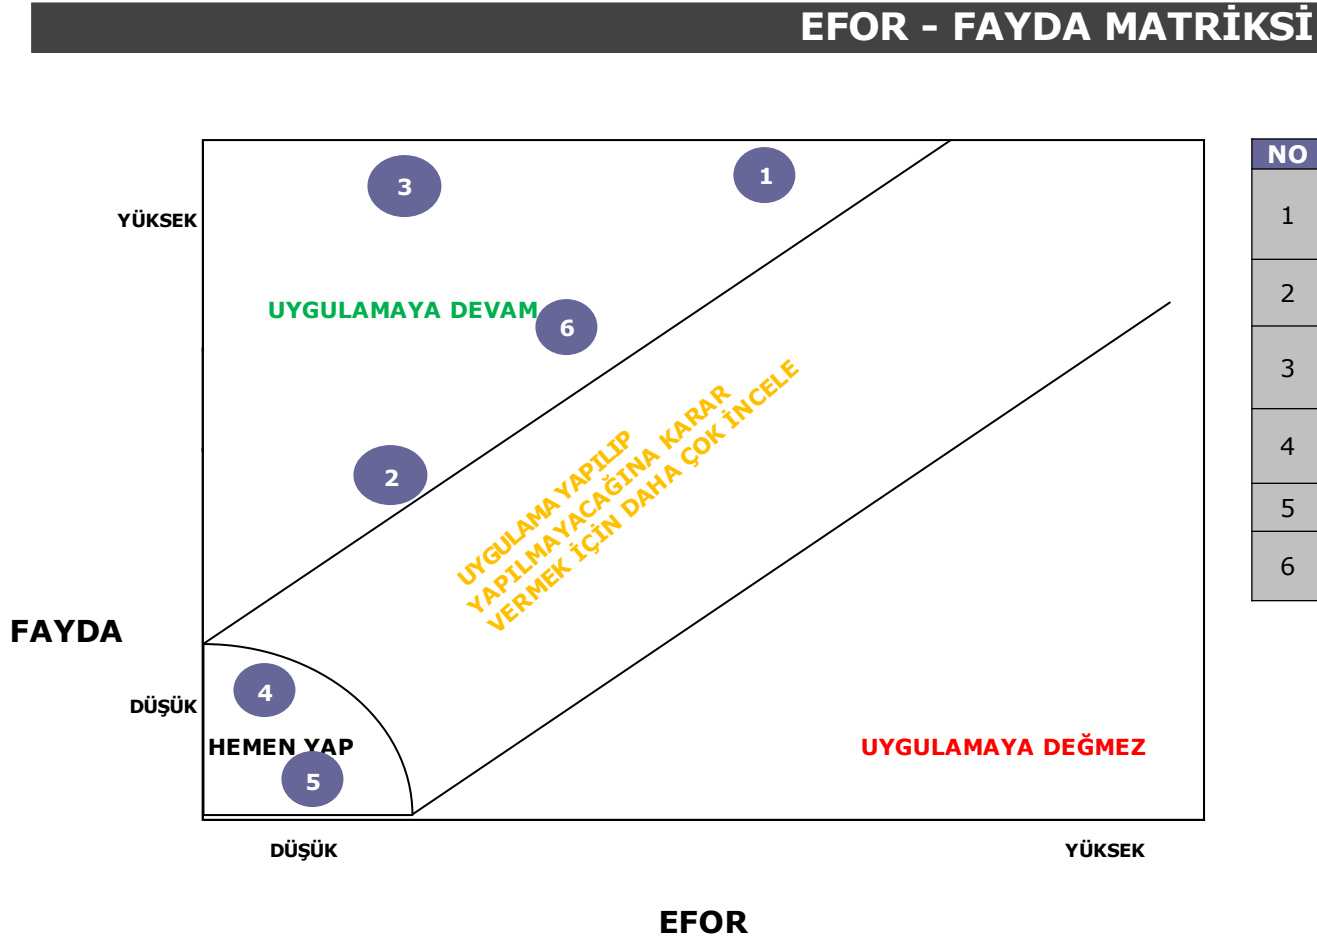 EFOR - FAYDA MATRİKSİ
3
1
NO
1
YÜKSEK
2
UYGULAMAYA DEVAM
6
3
UYGULAMA YAPILIP
YAPILMAYACAĞINA KARAR
VERMEK İÇİN DAHA ÇOK İNCELE
4
2
5
6
FAYDA
4
DÜŞÜK
HEMEN YAP
UYGULAMAYA DEĞMEZ
5
DÜŞÜK
YÜKSEK
EFOR